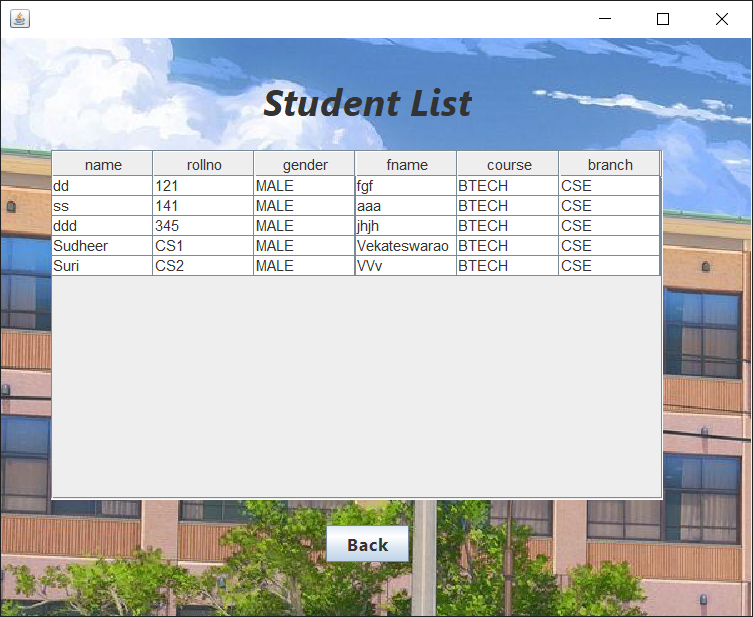 Student List
name rollno gender fname course branch
dd 121 MALE fgf BTECH CSE
ss 141 MALE aaa BTECH CSE
ddd 345 MALE jhjh BTECH CSE
Sudheer CS1 MALE Vekateswarao BTECH CSE
Suri CS2 MALE VVv BTECH CSE
Back